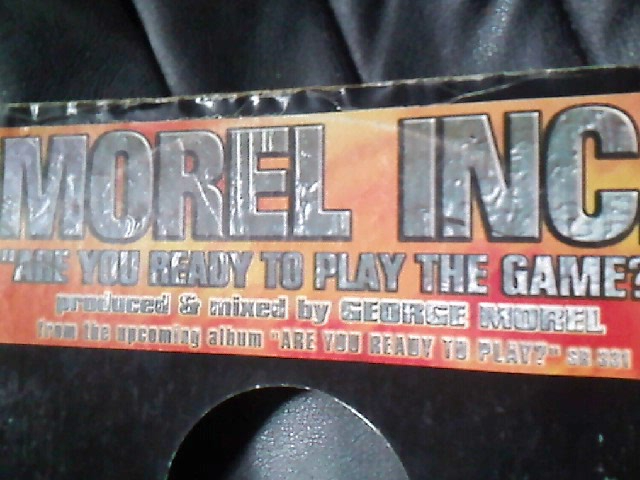 MOREL INC.
"ARE YOU READY TO PLAY THE GAME?
produced & mixed by GEORGE MOREL
from the upcoming album "ARE YOU READY TO PLAY?" SR 331